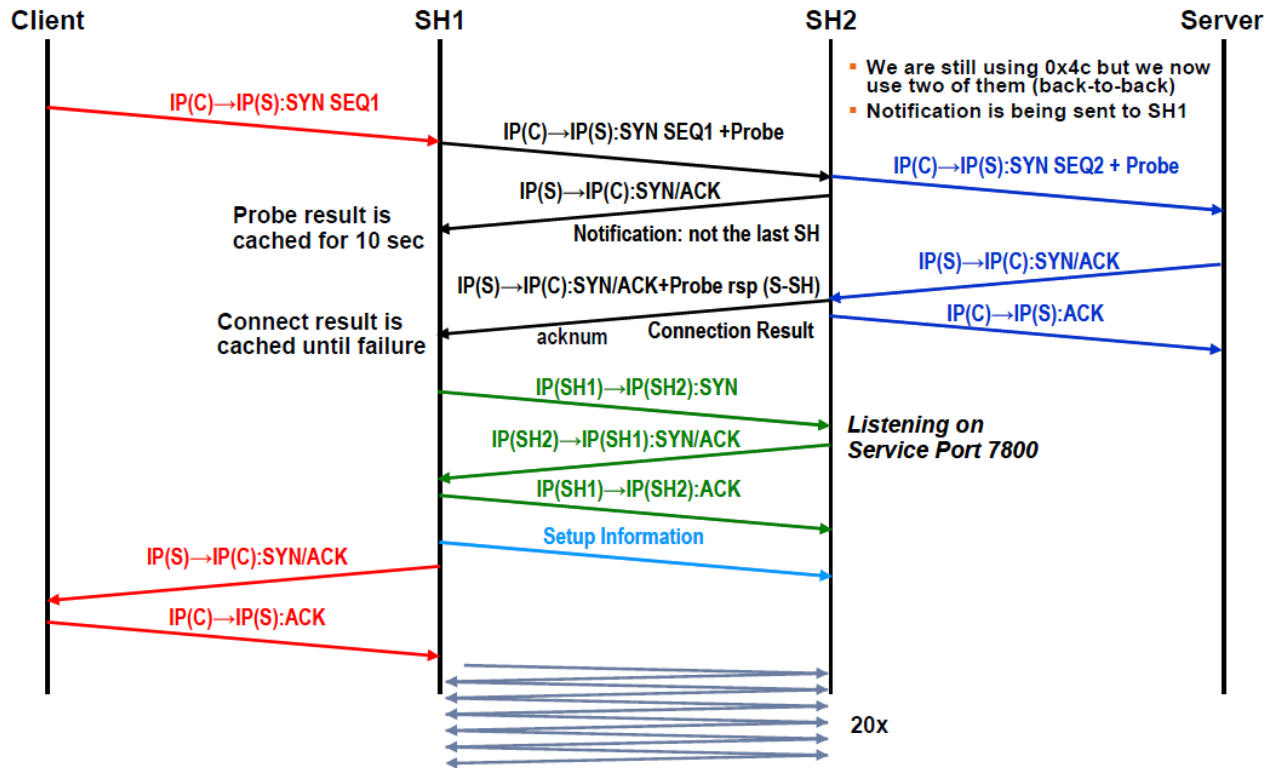 Client
SH1
SH2
Server
▪ We are still using 0x4c but we now
use two of them (back-to-back)
▪ Notification is being sent to SH1
IP(C)→IP(S):SYN SEQ1
IP(C)→IP(S):SYN SEQ1 +Probe
IP(C)→IP(S):SYN SEQ2 + Probe
IP(S)→IP(C):SYN/ACK
Probe result is
cached for 10 sec
Notification: not the last SH
IP(S)→IP(C):SYN/ACK
IP(S)→IP(C):SYN/ACK+Probe rsp (S-SH)
IP(C)→IP(S):ACK
Connect result is
cached until failure
acknum
Connection Result
IP(SH1)→IP(SH2):SYN
Listening on
Service Port 7800
IP(SH2)→IP(SH1):SYN/ACK
IP(SH1)→IP(SH2):ACK
Setup Information
IP(S)→IP(C):SYN/ACK
IP(C)→IP(S):ACK
20x